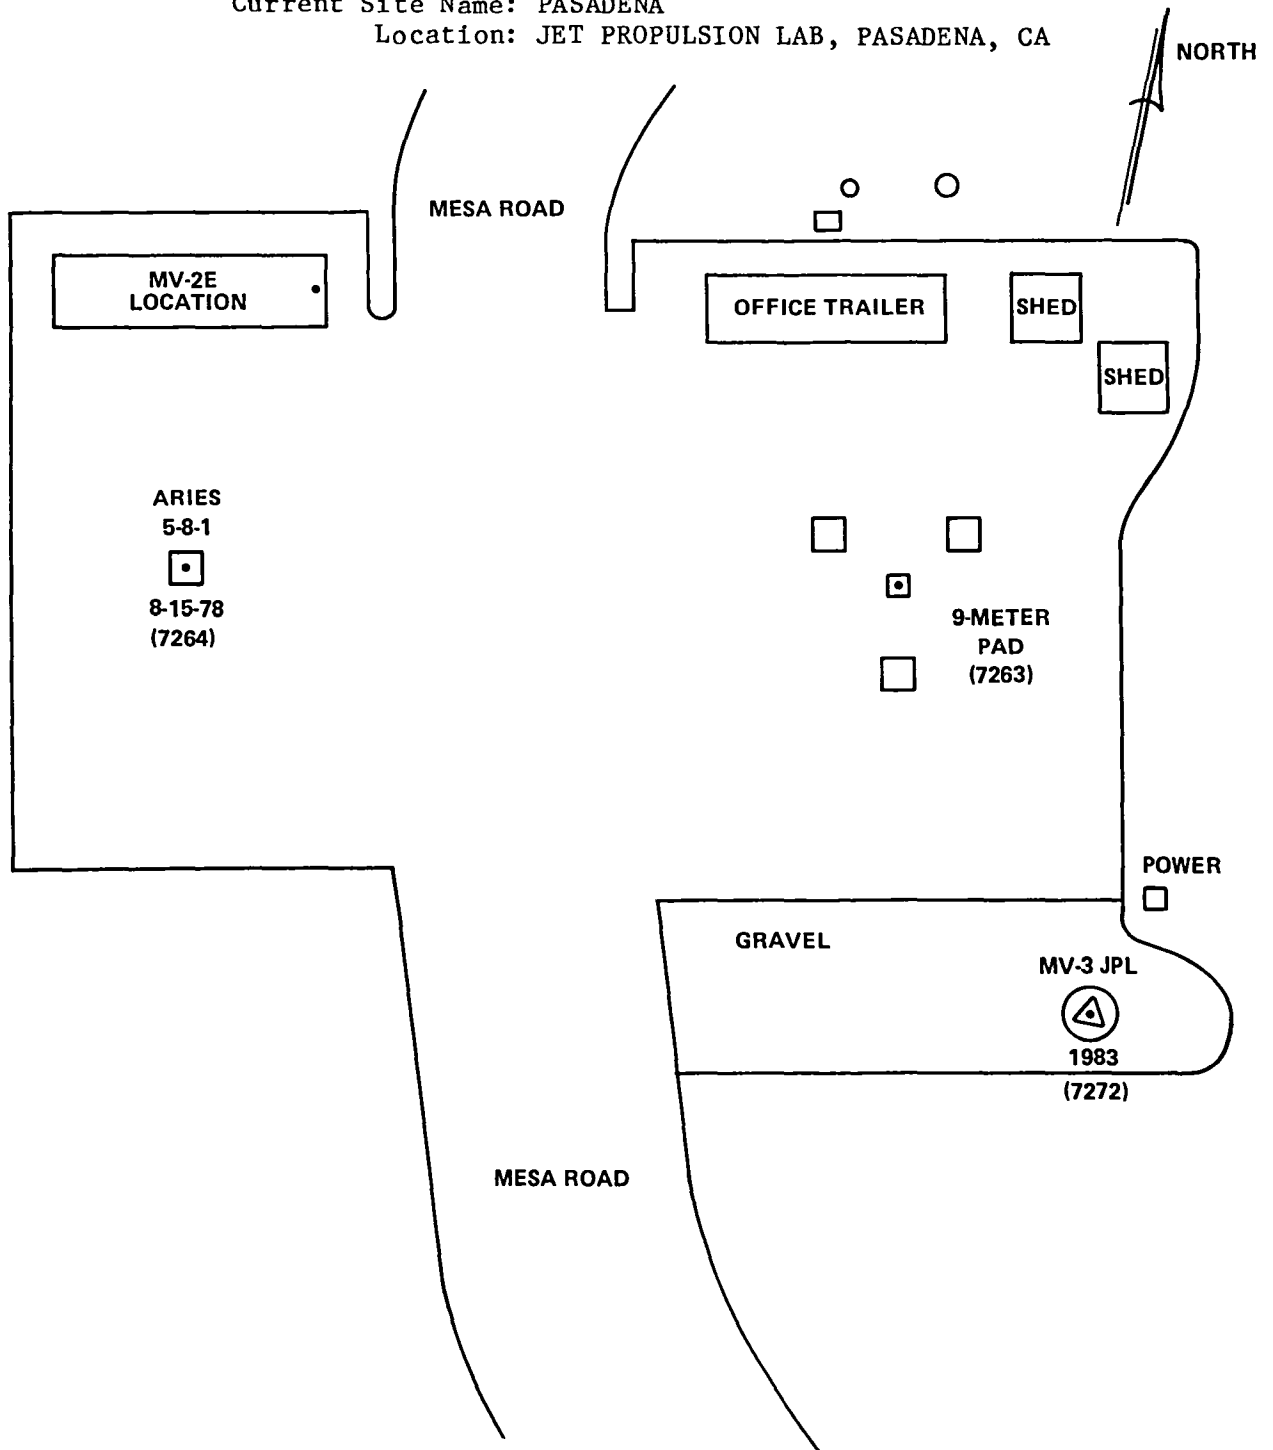 Current Site Name: PASADENA
Location: JET PROPULSION LAB, PASADENA, CA
NORTH
MESA ROAD
MV-2E
LOCATION
OFFICE TRAILER
SHED
SHED
ARIES
5-8-1
8-15-78
(7264)
9-METER
PAD
(7263)
POWER
GRAVEL
MV-3 JPL
1983
(7272)
MESA ROAD